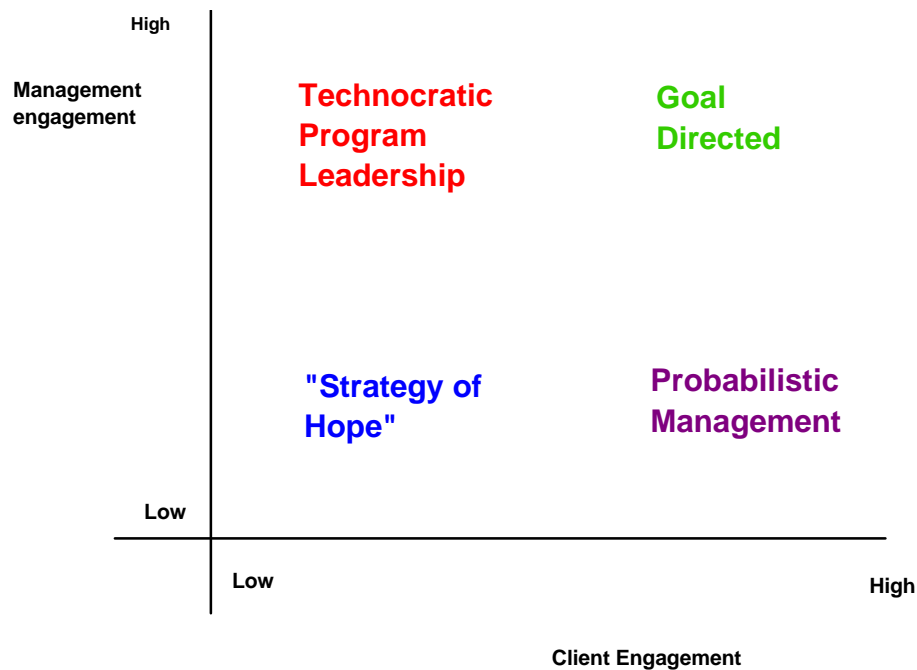 High
Management
engagement
Technocratic
Program
Leadership
Goal
Directed
"Strategy of
Hope"
Probabilistic
Management
Low
Low
High
Client Engagement